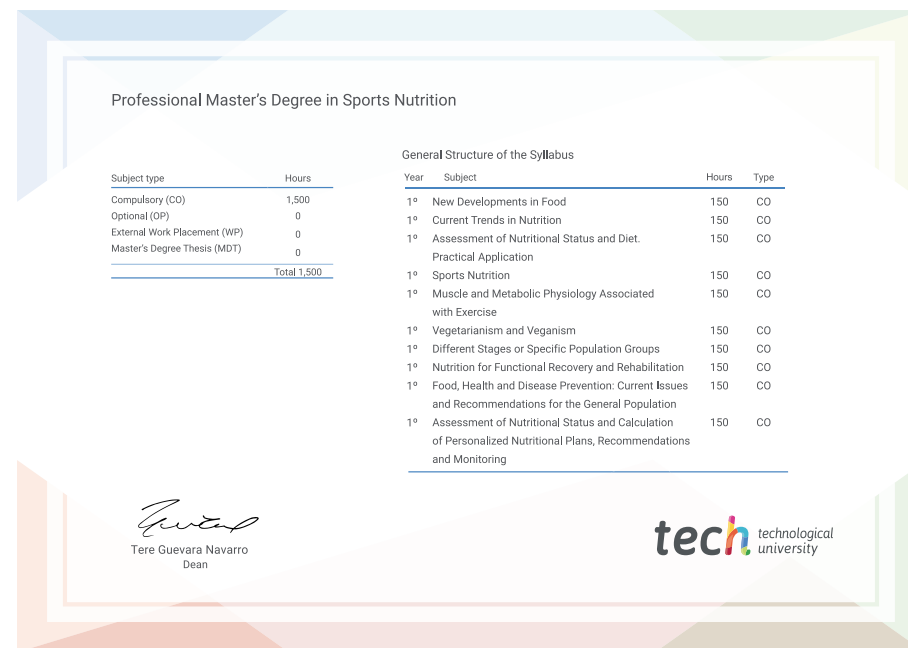 Professional Master's Degree in Sports Nutrition
Subject type Hours
Compulsory (CO) 1,500
Optional (OP) 0
External Work Placement (WP) 0
Master's Degree Thesis (MDT) 0
Total 1,500
General Structure of the Syllabus
Year Subject Hours Type
1º New Developments in Food 150 CO
1º Current Trends in Nutrition 150 CO
1º Assessment of Nutritional Status and Diet. 150 CO
Practical Application
1º Sports Nutrition 150 CO
1º Muscle and Metabolic Physiology Associated 150 CO
with Exercise
1º Vegetarianism and Veganism 150 CO
1º Different Stages or Specific Population Groups 150 CO
1º Nutrition for Functional Recovery and Rehabilitation 150 CO
1º Food, Health and Disease Prevention: Current Issues 150 CO
and Recommendations for the General Population
1º Assessment of Nutritional Status and Calculation 150 CO
of Personalized Nutritional Plans, Recommendations
and Monitoring
Tere Guevara Navarro
Dean
tech technological
university